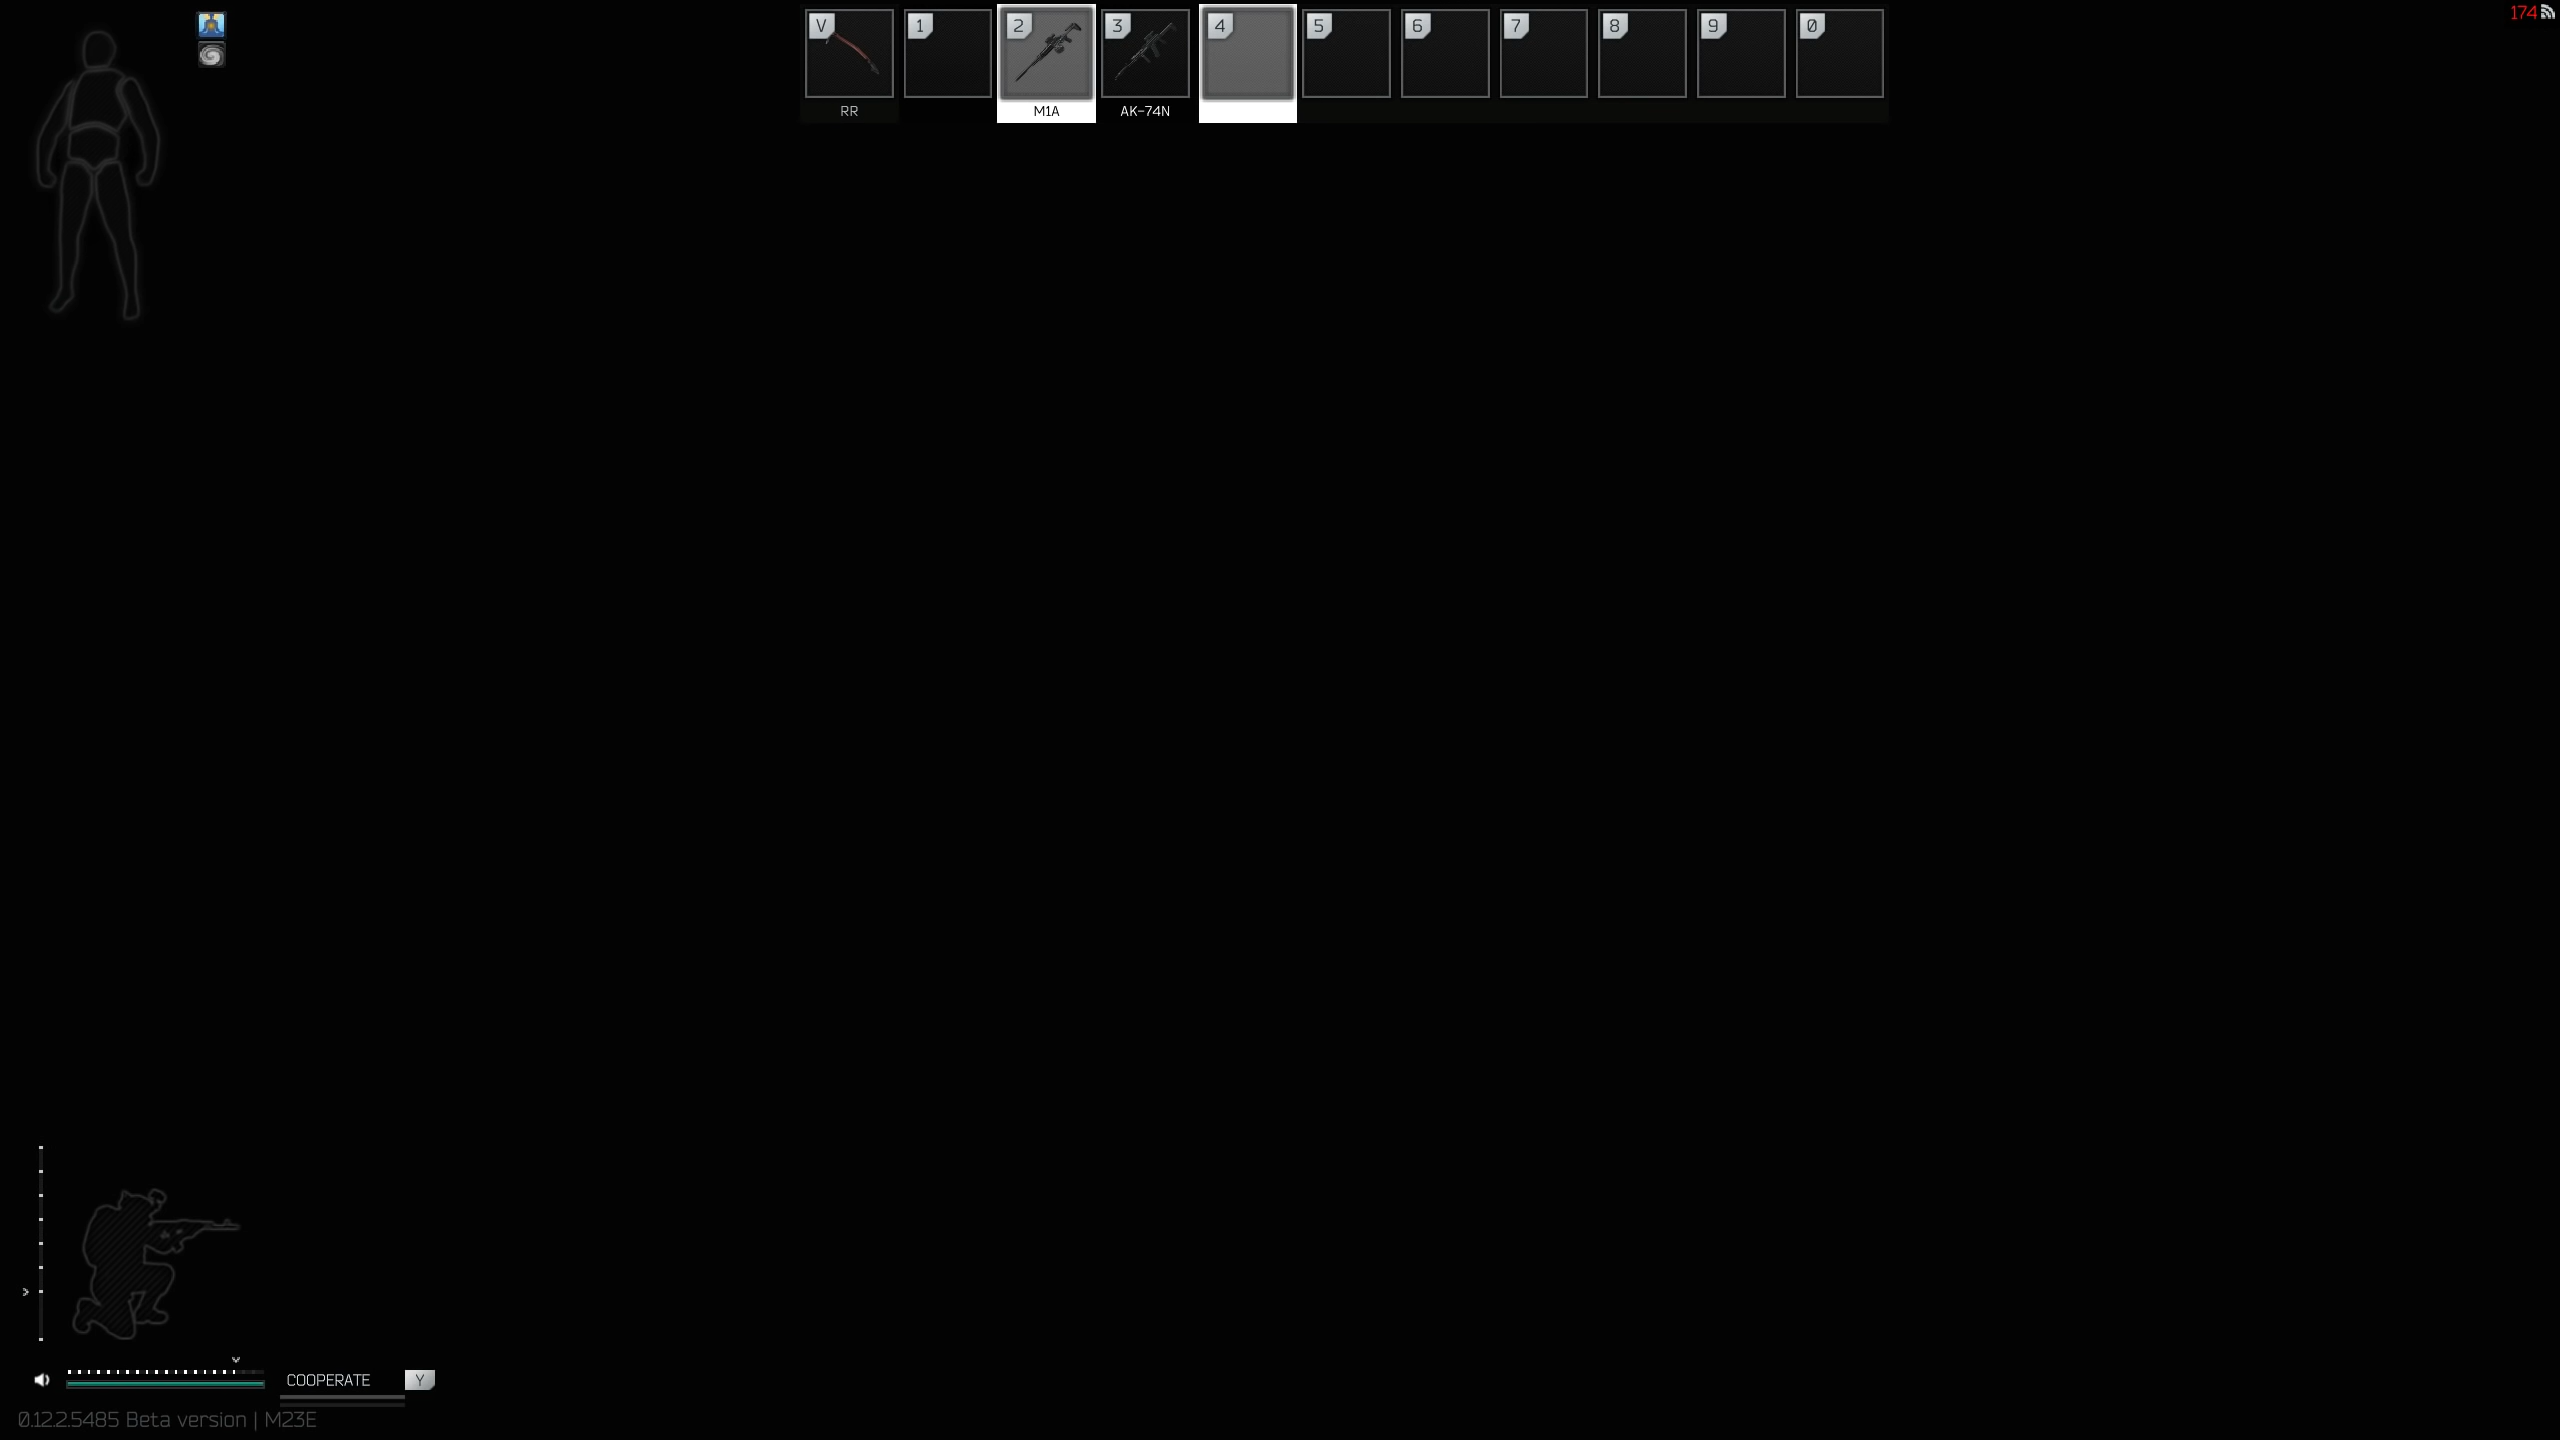 V 1 2 3 4 5 6 7 8 9 0
174
RR M1A AK-74N
COOPERATE Y
0.12.2.5485 Beta version | M23E